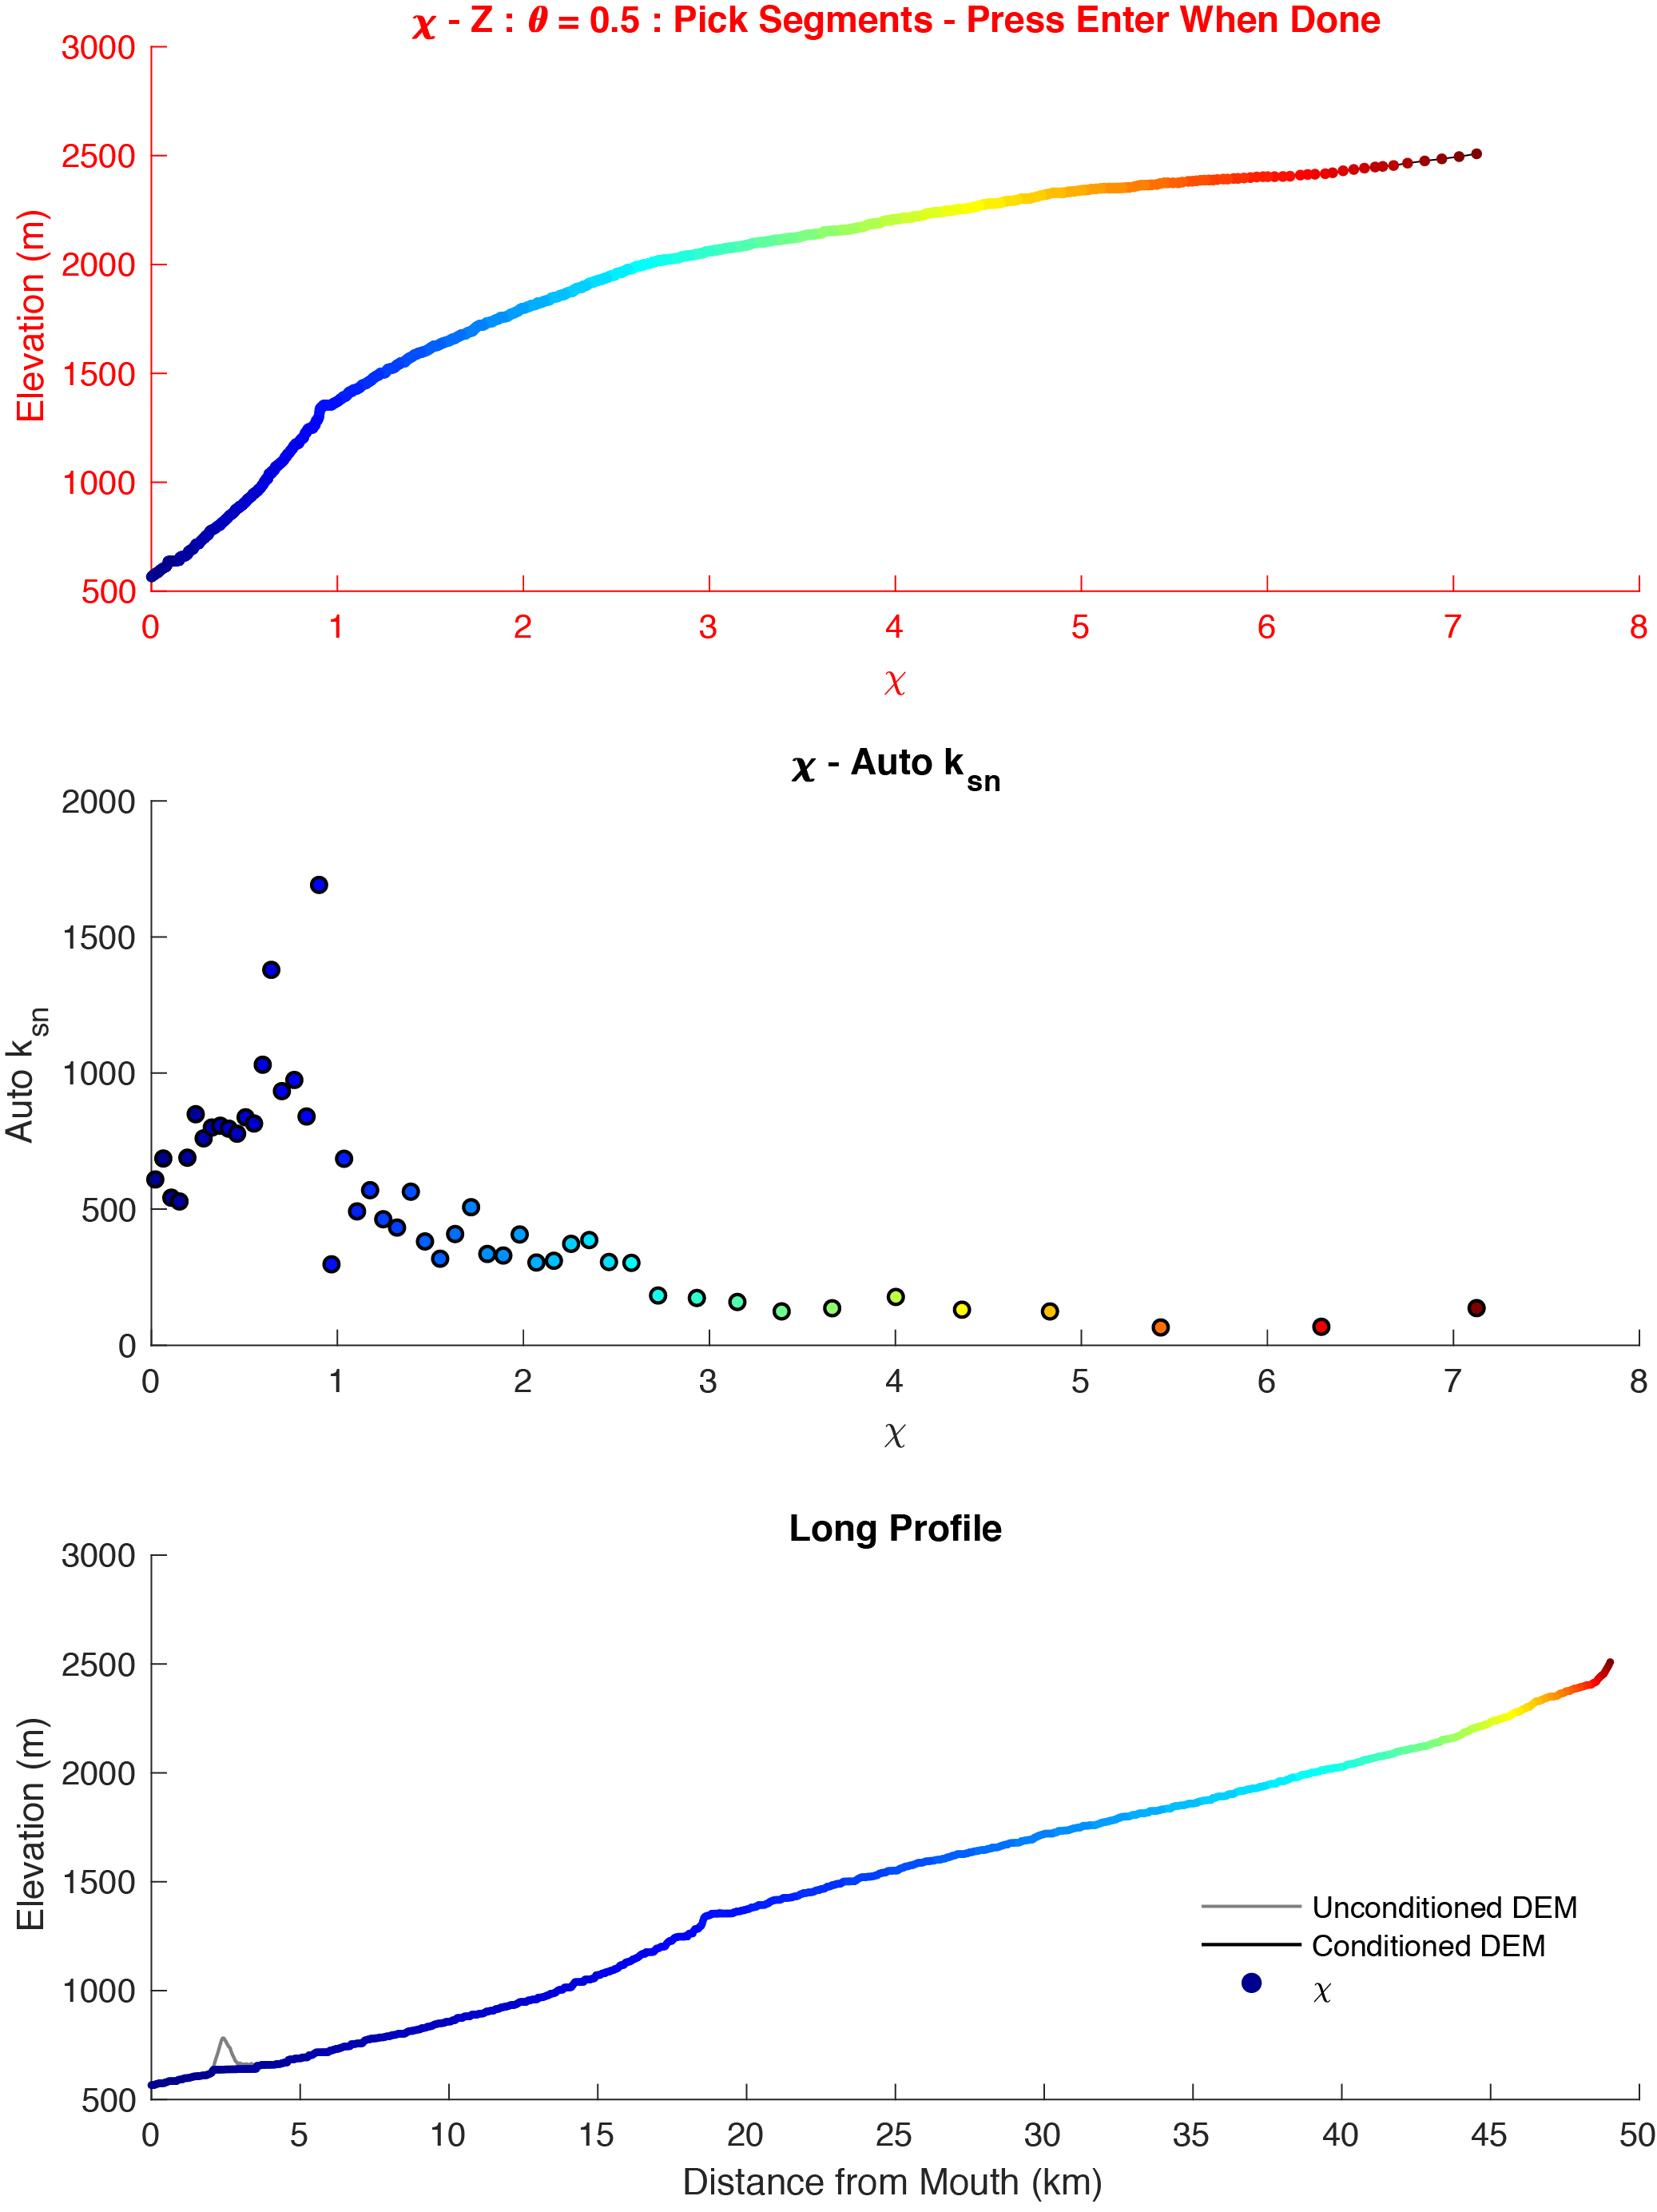 χ - Z : θ = 0.5 : Pick Segments - Press Enter When Done
3000
2500
2000
1500
1000
500
Elevation (m)
0 1 2 3 4 5 6 7 8
χ
χ - Auto ksn
2000
1500
1000
500
0
Auto ksn
0 1 2 3 4 5 6 7 8
χ
Long Profile
3000
2500
2000
1500
1000
500
Elevation (m)
Unconditioned DEM
Conditioned DEM
χ
0 5 10 15 20 25 30 35 40 45 50
Distance from Mouth (km)